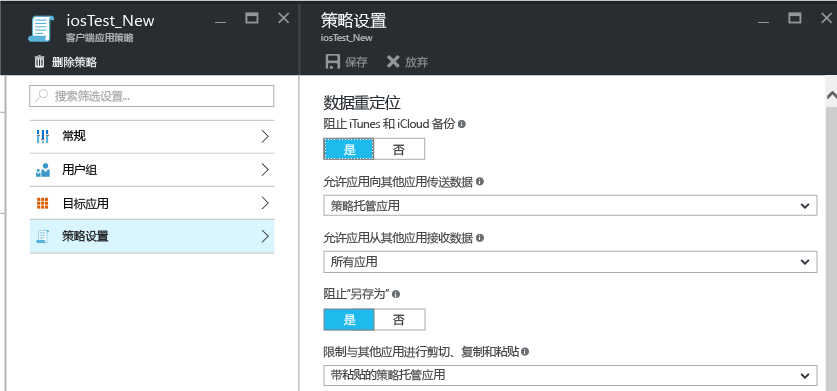 iosTest_New
客户端应用策略
删除策略
搜索筛选设置...
常规
用户组
目标应用
策略设置
策略设置
iosTest_New
保存 放弃
数据重定位
阻止 iTunes 和 iCloud 备份
是 否
允许应用向其他应用传送数据
策略托管应用
允许应用从其他应用接收数据
所有应用
阻止"另存为"
是 否
限制与其他应用进行剪切、复制和粘贴
带粘贴的策略托管应用